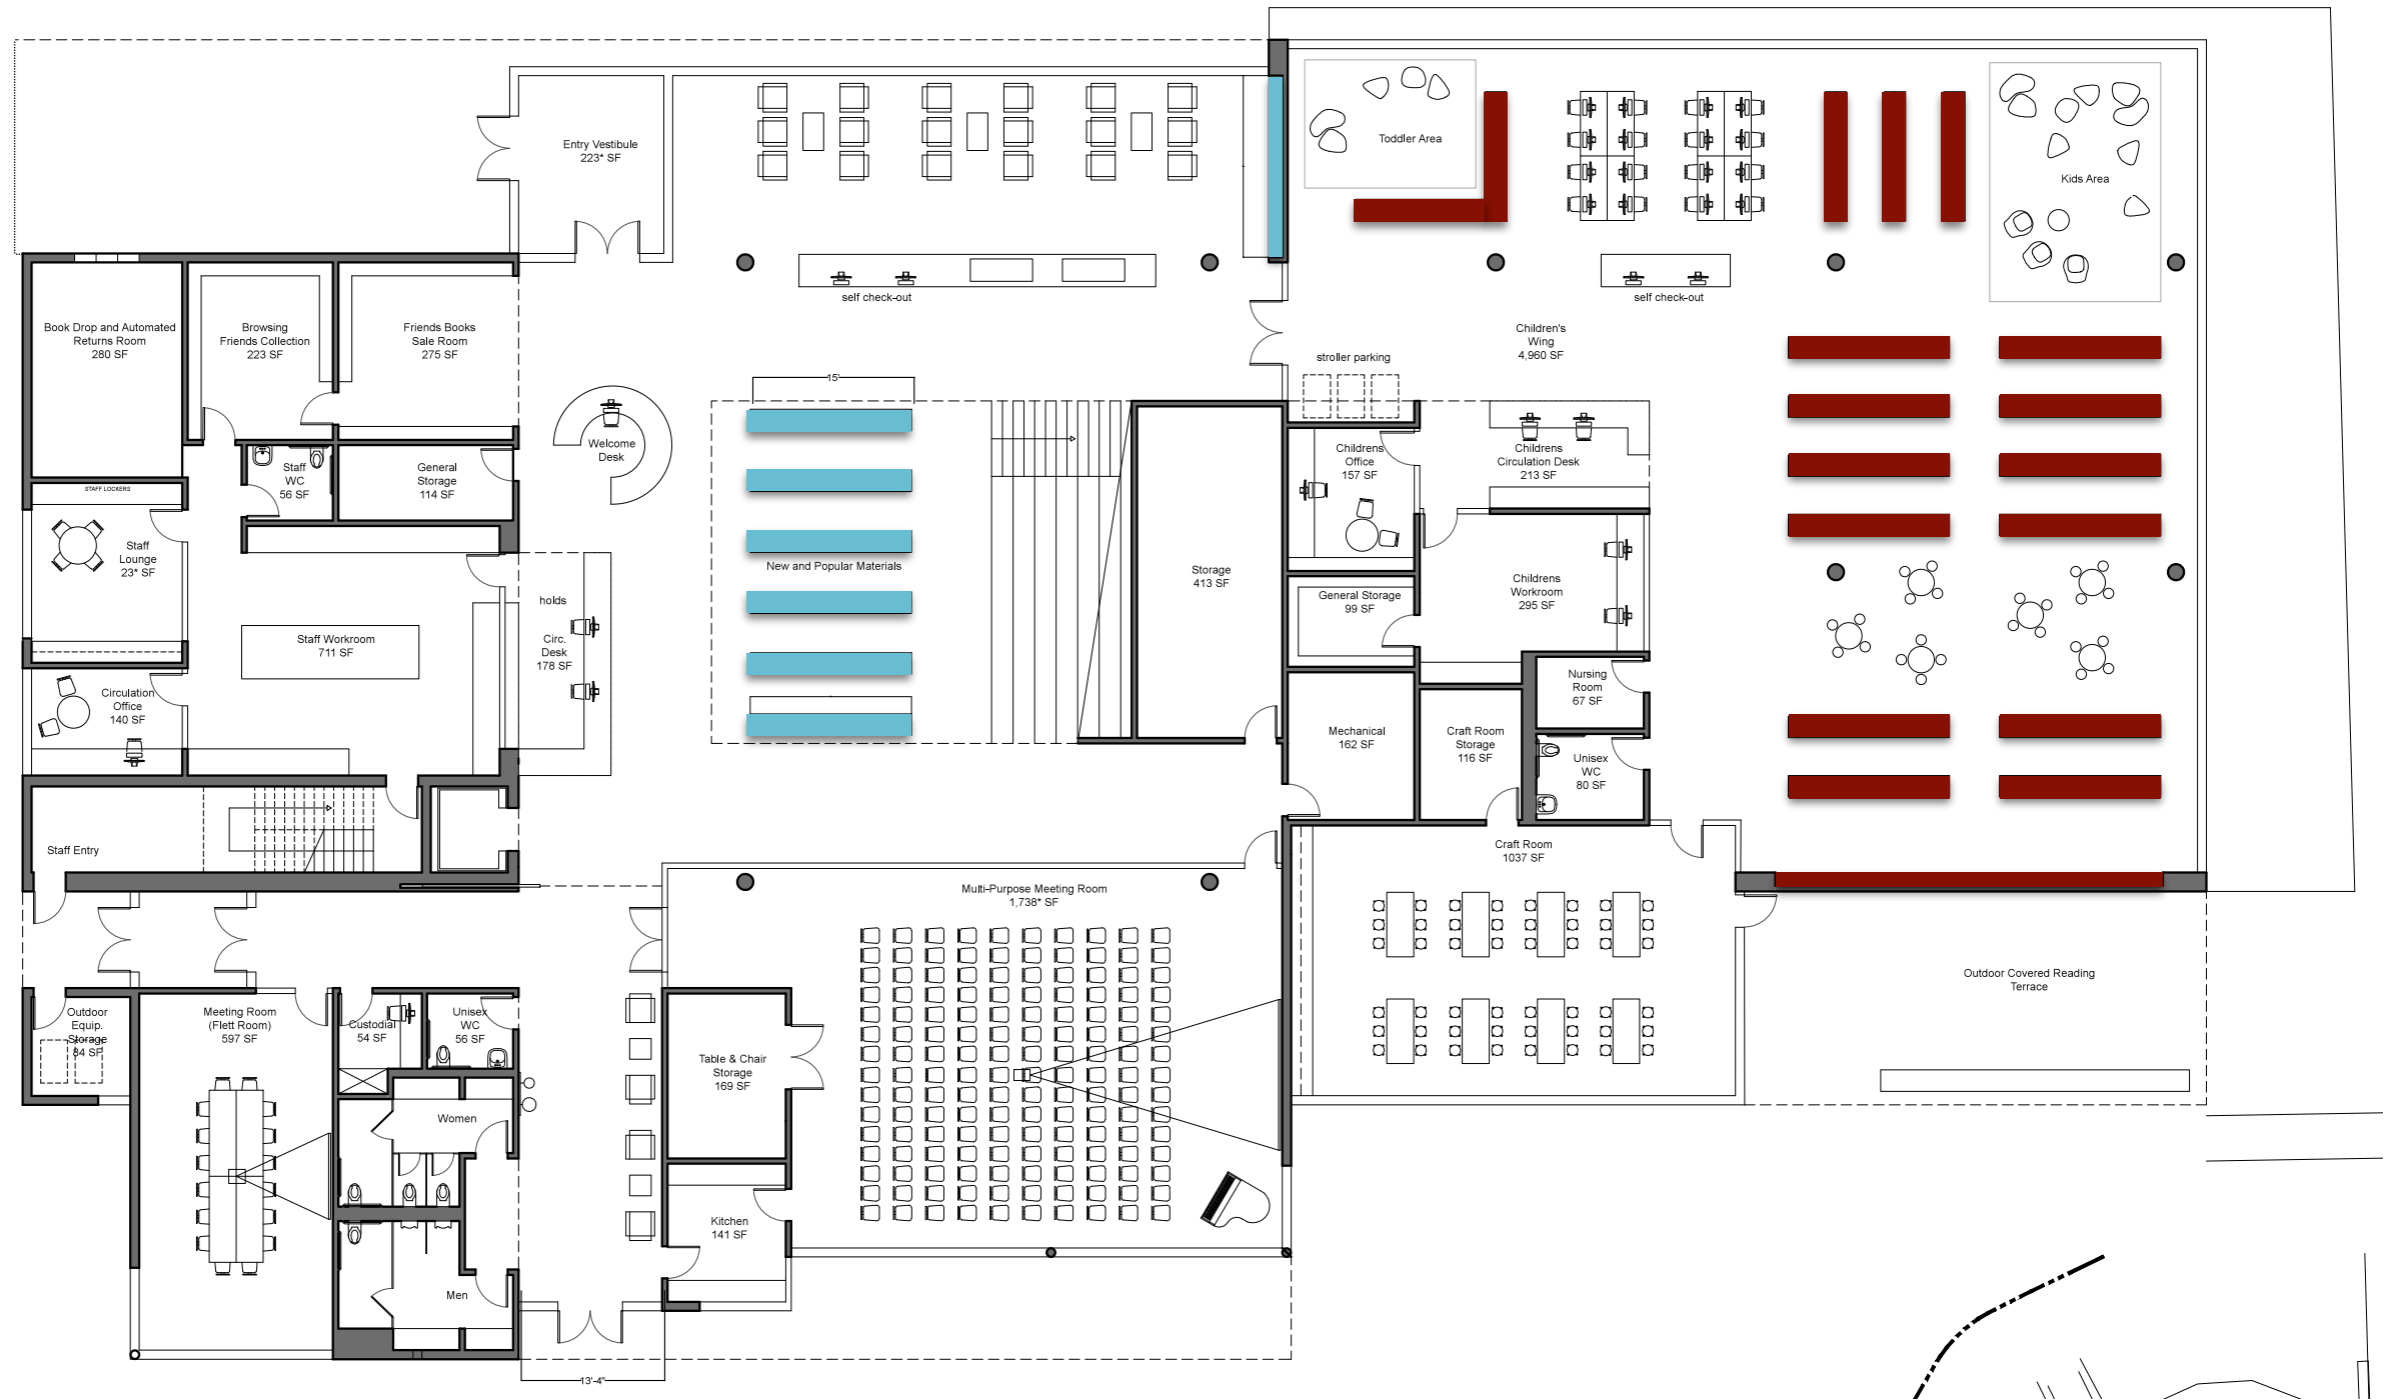 Entry Vestibule
223* SF
Toddler Area
Kids Area
self check-out
self check-out
Book Drop and Automated
Returns Room
280 SF
Browsing
Friends Collection
223 SF
Friends Books
Sale Room
275 SF
Children's
Wing
4,960 SF
stroller parking
15'
Welcome
Desk
Staff
WC
56 SF
General
Storage
114 SF
STAFF LOCKERS
Childrens
Office
157 SF
Childrens
Circulation Desk
213 SF
Staff
Lounge
23* SF
New and Popular Materials
Storage
413 SF
General Storage
99 SF
Childrens
Workroom
295 SF
holds
Circ.
Desk
178 SF
Staff Workroom
711 SF
Circulation
Office
140 SF
Nursing
Room
67 SF
Mechanical
162 SF
Craft Room
Storage
116 SF
Unisex
WC
80 SF
Staff Entry
Craft Room
1037 SF
Multi-Purpose Meeting Room
1,738* SF
Outdoor Covered Reading
Terrace
Outdoor
Equip.
Storage
84 SF
Meeting Room
(Flett Room)
597 SF
Custodial
54 SF
Unisex
WC
56 SF
Table & Chair
Storage
169 SF
Women
Kitchen
141 SF
Men
13'-4"